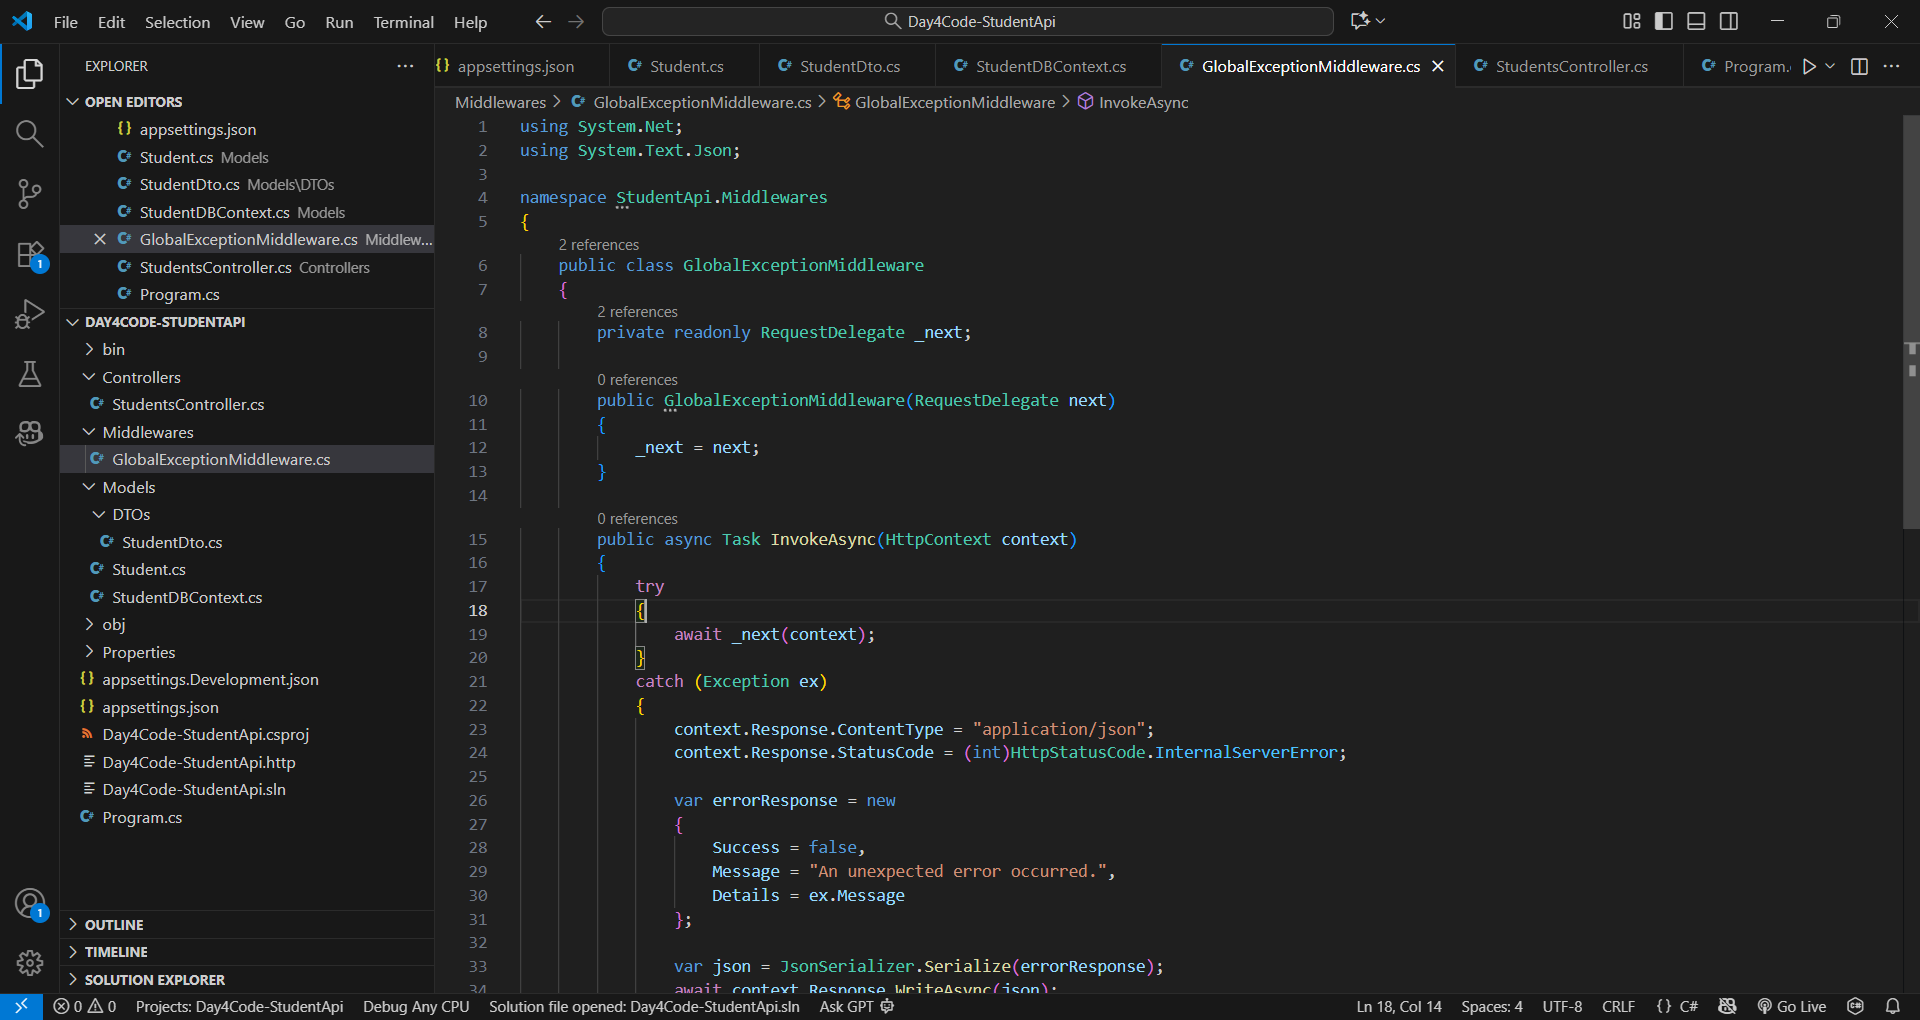 File Edit Selection View Go Run Terminal Help
Day4Code-StudentApi
EXPLORER
OPEN EDITORS
appsettings.json
Student.cs Models
StudentDto.cs Models\DTOs
StudentDBContext.cs Models
GlobalExceptionMiddleware.cs Middlew...
StudentsController.cs Controllers
Program.cs
DAY4CODE-STUDENTAPI
bin
Controllers
StudentsController.cs
Middlewares
GlobalExceptionMiddleware.cs
Models
DTOs
StudentDto.cs
Student.cs
StudentDBContext.cs
obj
Properties
appsettings.Development.json
appsettings.json
Day4Code-StudentApi.csproj
Day4Code-StudentApi.http
Day4Code-StudentApi.sln
Program.cs
OUTLINE
TIMELINE
SOLUTION EXPLORER
1
1
appsettings.json Student.cs StudentDto.cs StudentDBContext.cs GlobalExceptionMiddleware.cs StudentsController.cs Program.
Middlewares > GlobalExceptionMiddleware.cs > GlobalExceptionMiddleware > InvokeAsync
1 using System.Net;
2 using System.Text.Json;
3
4 namespace StudentApi.Middlewares
5 {
2 references
6 public class GlobalExceptionMiddleware
7 {
2 references
8 private readonly RequestDelegate _next;
9
0 references
10 public GlobalExceptionMiddleware(RequestDelegate next)
11 {
12 _next = next;
13 }
14
0 references
15 public async Task InvokeAsync(HttpContext context)
16 {
17 try
18 {
19 await _next(context);
20 }
21 catch (Exception ex)
22 {
23 context.Response.ContentType = "application/json";
24 context.Response.StatusCode = (int)HttpStatusCode.InternalServerError;
25
26 var errorResponse = new
27 {
28 Success = false,
29 Message = "An unexpected error occurred.",
30 Details = ex.Message
31 };
32
33 var json = JsonSerializer.Serialize(errorResponse);
34 await context.Response.WriteAsync(json);
0 0 Projects: Day4Code-StudentApi Debug Any CPU Solution file opened: Day4Code-StudentApi.sln Ask GPT Ln 18, Col 14 Spaces: 4 UTF-8 CRLF {} C# Go Live